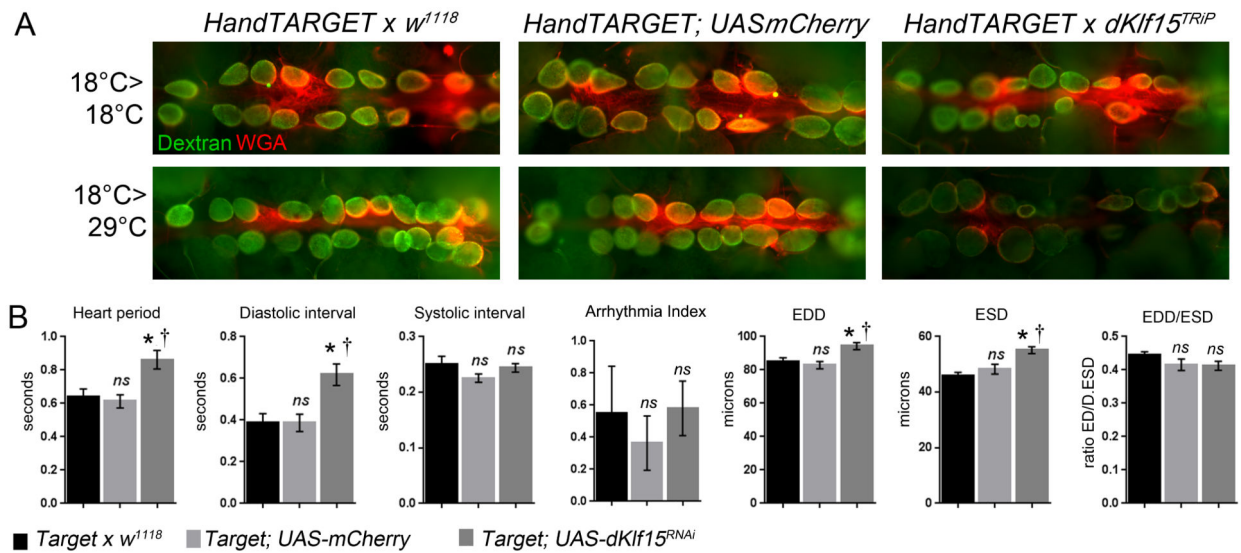 A
HandTARGET x w1118
HandTARGET; UASmCherry
HandTARGET x dKlf15TRiP
18°C>
18°C
Dextran WGA
18°C>
29°C
B
Heart period
seconds
1.0
0.8
0.6
0.4
0.2
0.0
ns
* †
Diastolic interval
seconds
0.8
0.6
0.4
0.2
0.0
ns
* †
Systolic interval
seconds
0.3
0.2
0.1
0.0
ns
ns
Arrhythmia Index
1.0
0.8
0.6
0.4
0.2
0.0
ns
ns
EDD
microns
100
80
60
40
20
0
ns
* †
ESD
microns
60
40
20
0
ns
* †
EDD/ESD
ratio ED/D.ESD
0.5
0.4
0.3
0.2
0.1
0.0
ns
ns
Target x w1118
Target; UAS-mCherry
Target; UAS-dKlf15RNAi